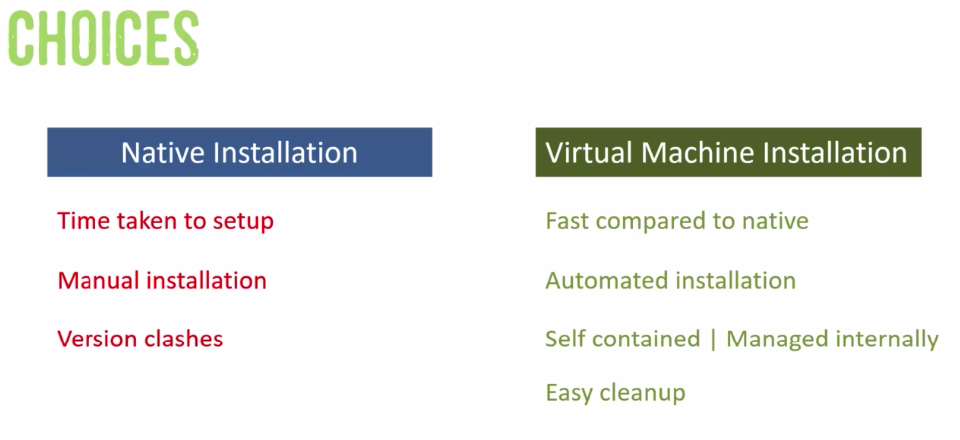 CHOICES
Native Installation
Time taken to setup
Manual installation
Version clashes
Virtual Machine Installation
Fast compared to native
Automated installation
Self contained | Managed internally
Easy cleanup